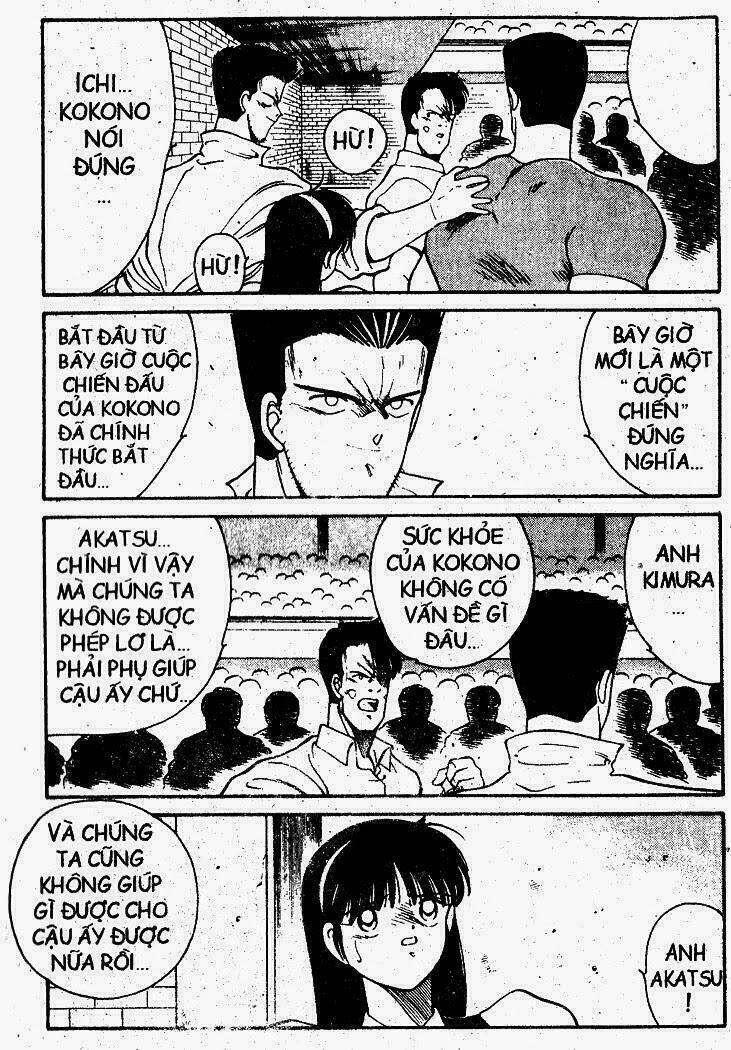 HỪ!
HỪ!
ICHI...
KOKONO
NÓI
ĐÚNG
...
BÂY GIỜ
MỚI LÀ MỘT
“ CUỘC
CHIẾN”
ĐÚNG
NGHĨA...
BẮT ĐẦU TỪ
BÂY GIỜ CUỘC
CHIẾN ĐẤU
CỦA KOKONO
ĐÃ CHÍNH
THỨC BẮT
ĐẦU...
ANH
KIMURA
...
SỨC KHỎE
CỦA KOKONO
KHÔNG CÓ
VẤN ĐỀ GÌ
ĐÂU...
AKATSU...
CHÍNH VÌ VẬY
MÀ CHÚNG TA
KHÔNG ĐƯỢC
PHÉP LƠ LÀ...
PHẢI PHỤ GIÚP
CẬU ẤY CHỨ...
ANH
AKATSU
!
VÀ CHÚNG
TA CŨNG
KHÔNG GIÚP
GÌ ĐƯỢC CHO
CẬU ẤY ĐƯỢC
NỮA RỒI...